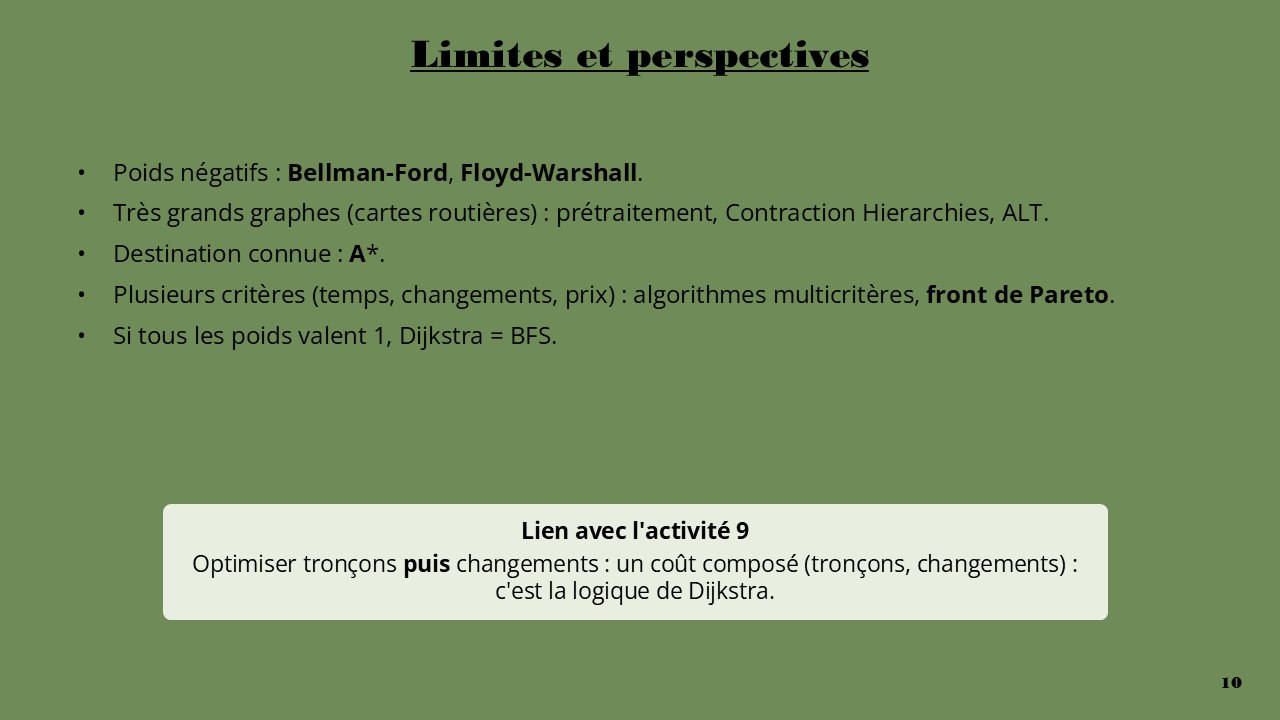 Limites et perspectives
• Poids négatifs : Bellman-Ford, Floyd-Warshall.
• Très grands graphes (cartes routières) : prétraitement, Contraction Hierarchies, ALT.
• Destination connue : A*.
• Plusieurs critères (temps, changements, prix) : algorithmes multicritères, front de Pareto.
• Si tous les poids valent 1, Dijkstra = BFS.
Lien avec l'activité 9
Optimiser tronçons puis changements : un coût composé (tronçons, changements) :
c'est la logique de Dijkstra.
10